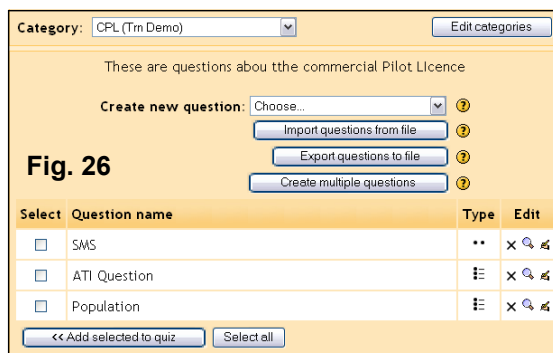 Category: CPL (Trn Demo) Edit categories
These are questions abou tthe commercial Pilot LIcence
Create new question: Choose... ?
Import questions from file ?
Export questions to file ?
Fig. 26
Create multiple questions ?
Select Question name Type Edit
SMS
ATI Question
Population
<< Add selected to quiz Select all